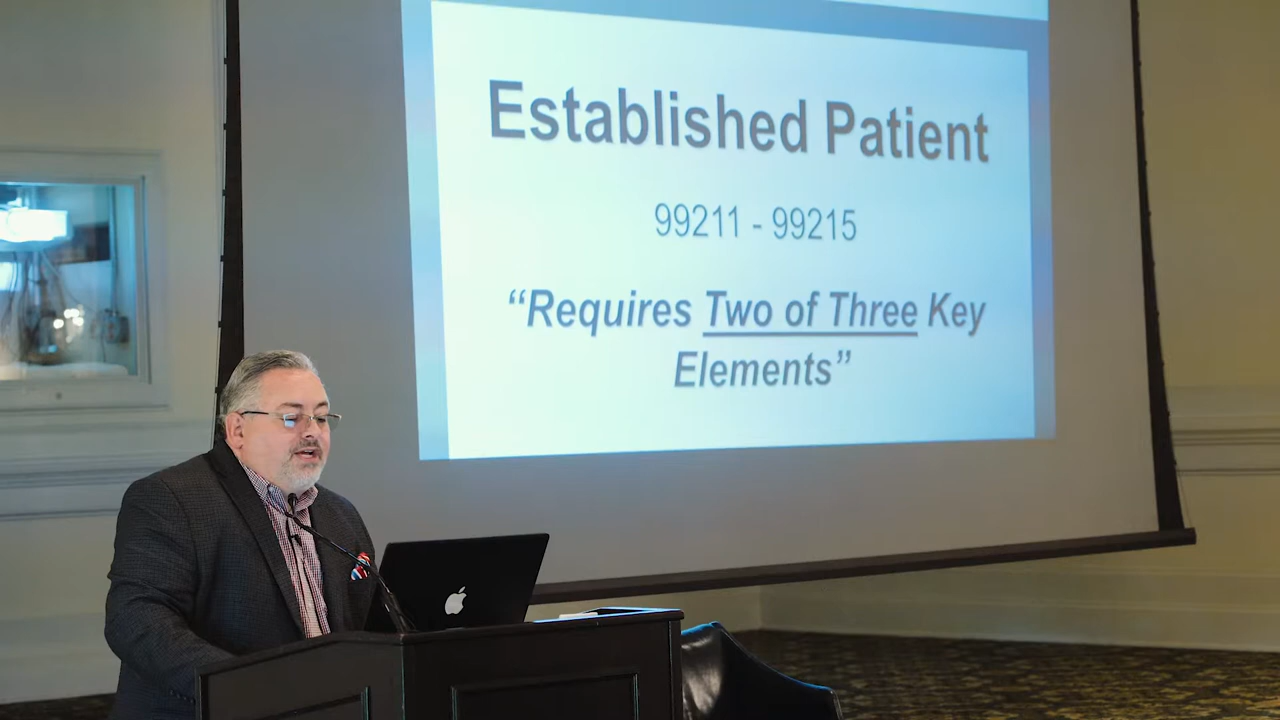 Established Patient
99211 - 99215
“Requires Two of Three Key
Elements”